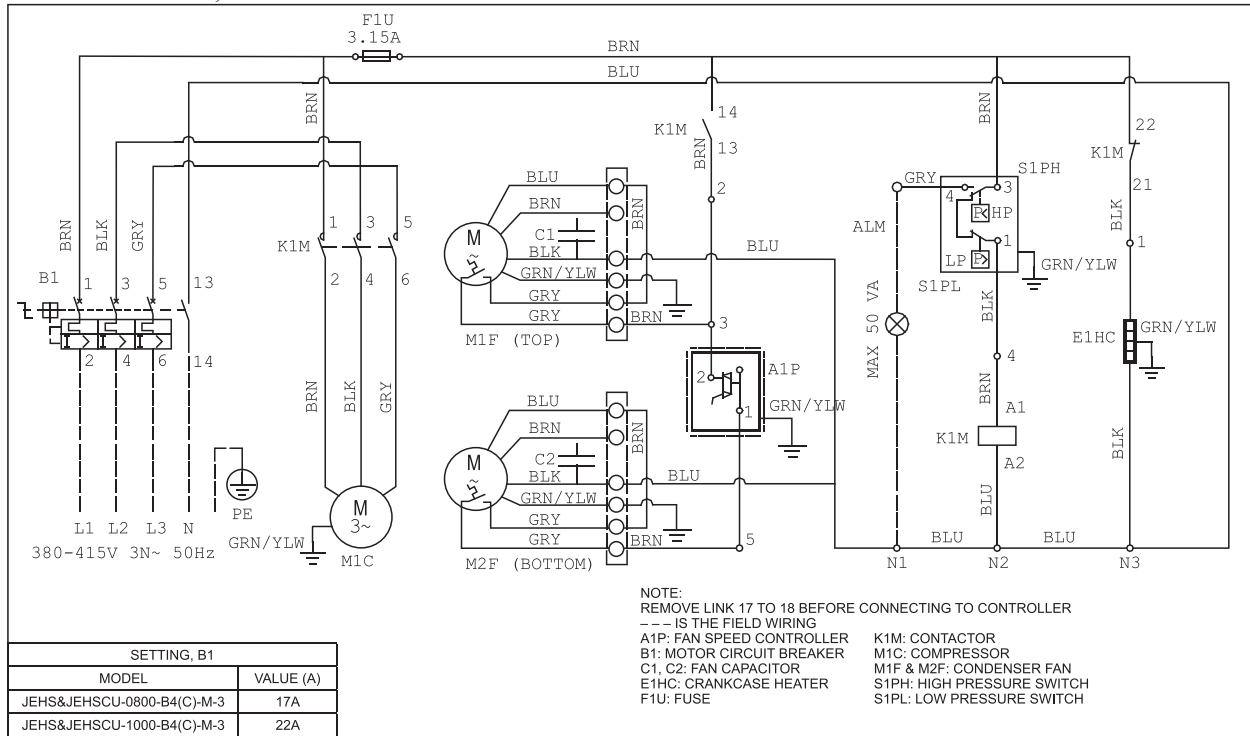 F1U
3.15A
BRN
BLU
BRN
BRN
14
K1M
13
BRN
2
22
K1M
21
BLK
1
S1PH
GRY
4
3
P< HP
1
LP P>
S1PL
GRN/YLW
ALM
MAX 50 VA
BLK
4
BRN
A1
K1M
A2
BLU
E1HC
GRN/YLW
BLK
BRN
BLK
GRY
B1
1
3
5
13
2
4
6
14
L1
L2
L3
N
PE
380-415V 3N~ 50Hz
1
3
5
K1M
2
4
6
BRN
BLK
GRY
M
3~
GRN/YLW
M1C
BLU
BRN
C1
BLK
GRN/YLW
GRY
GRY
M
~
BRN
BRN
BLU
3
M1F (TOP)
2
A1P
1
GRN/YLW
BLU
BRN
C2
BLK
GRN/YLW
GRY
GRY
M
~
BRN
BLU
BRN
5
M2F (BOTTOM)
BLU
BLU
N1
N2
N3
NOTE:
REMOVE LINK 17 TO 18 BEFORE CONNECTING TO CONTROLLER
--- IS THE FIELD WIRING
A1P: FAN SPEED CONTROLLER
B1: MOTOR CIRCUIT BREAKER
C1, C2: FAN CAPACITOR
E1HC: CRANKCASE HEATER
F1U: FUSE
K1M: CONTACTOR
M1C: COMPRESSOR
M1F & M2F: CONDENSER FAN
S1PH: HIGH PRESSURE SWITCH
S1PL: LOW PRESSURE SWITCH
SETTING, B1
MODEL VALUE (A)
JEHS&JEHSCU-0800-B4(C)-M-3 17A
JEHS&JEHSCU-1000-B4(C)-M-3 22A